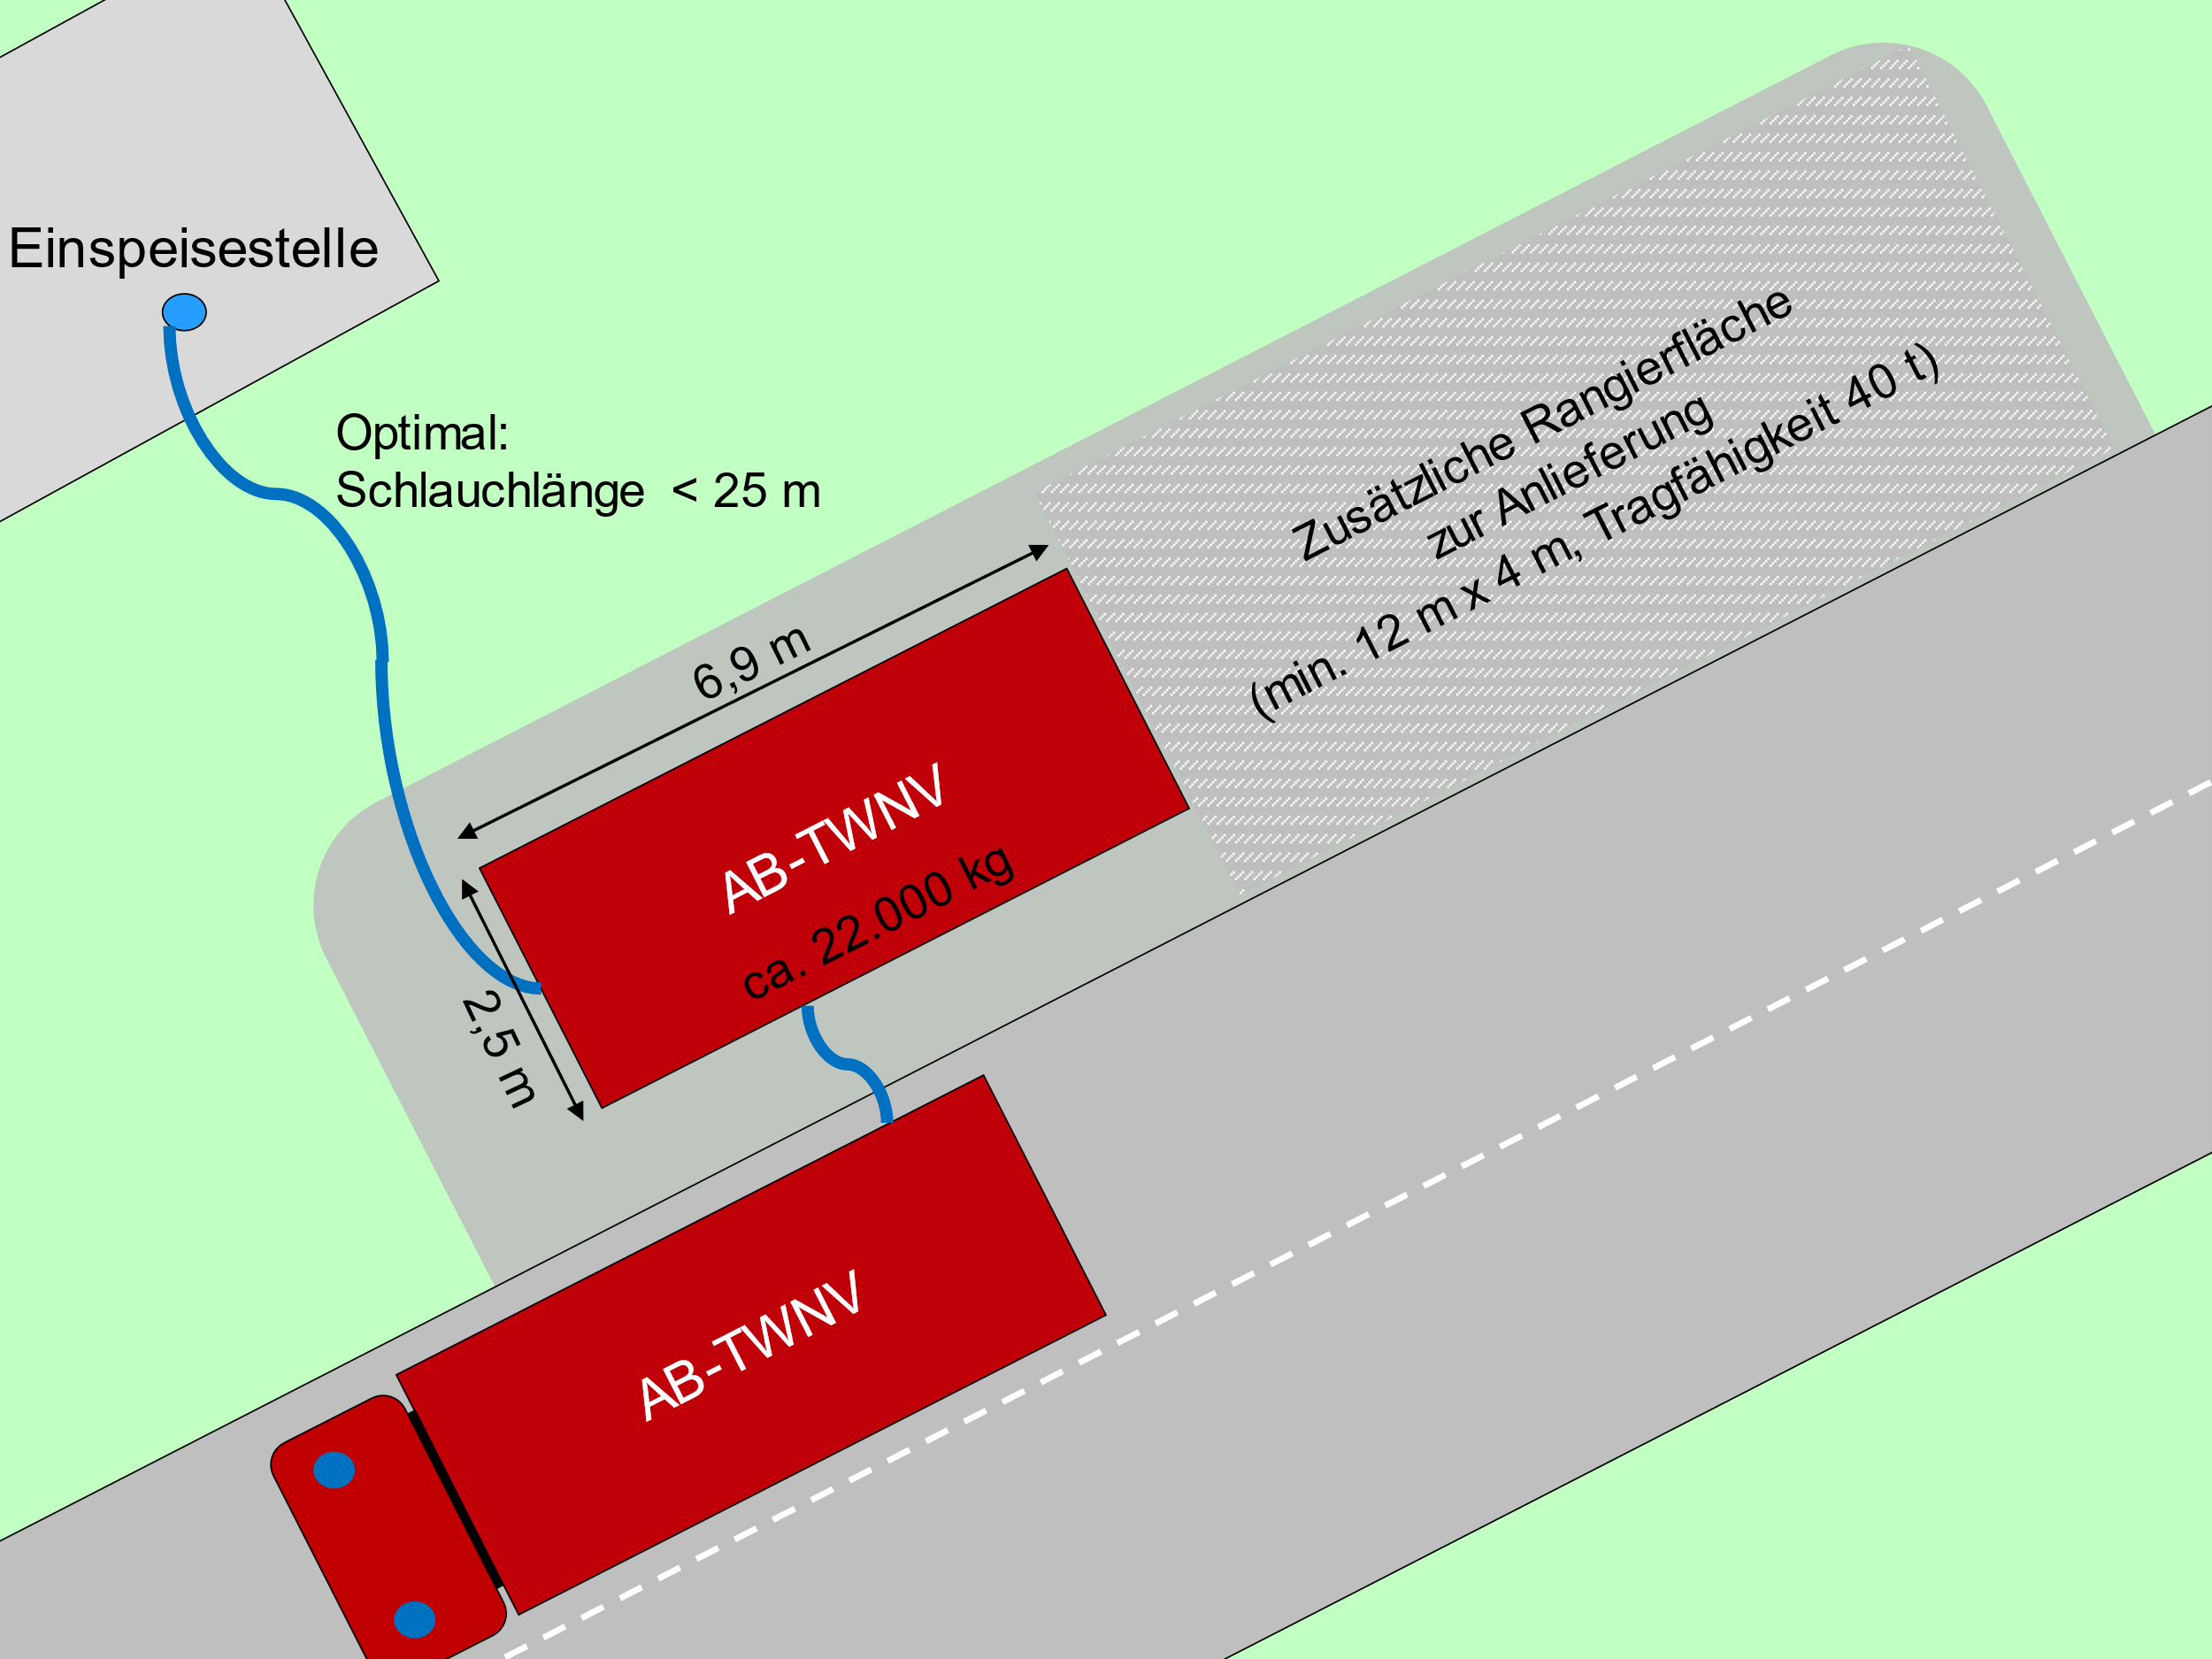 Einspeisestelle
Optimal:
Schlauchlänge < 25 m
Zusätzliche Rangierfläche
zur Anlieferung
(min. 12 m x 4 m, Tragfähigkeit 40 t)
6,9 m
AB-TWNV
ca. 22.000 kg
2,5 m
AB-TWNV